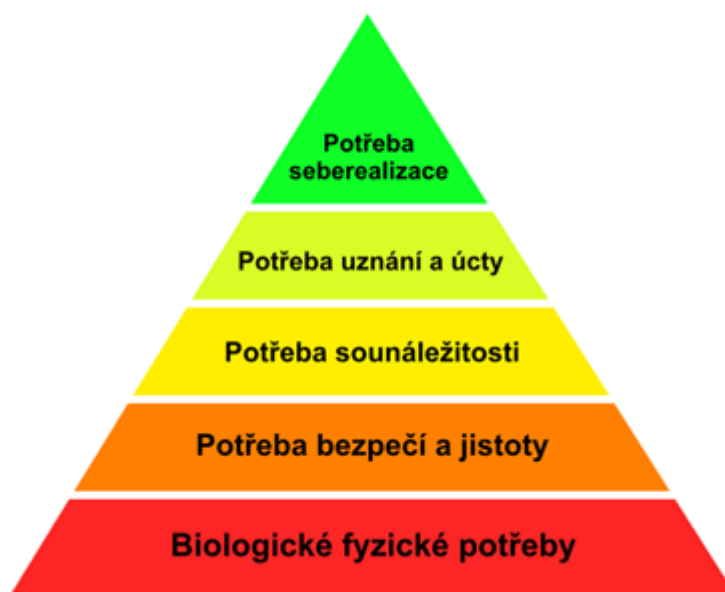 Potřeba
seberealizace
Potřeba uznání a úcty
Potřeba sounáležitosti
Potřeba bezpečí a jistoty
Biologické fyzické potřeby